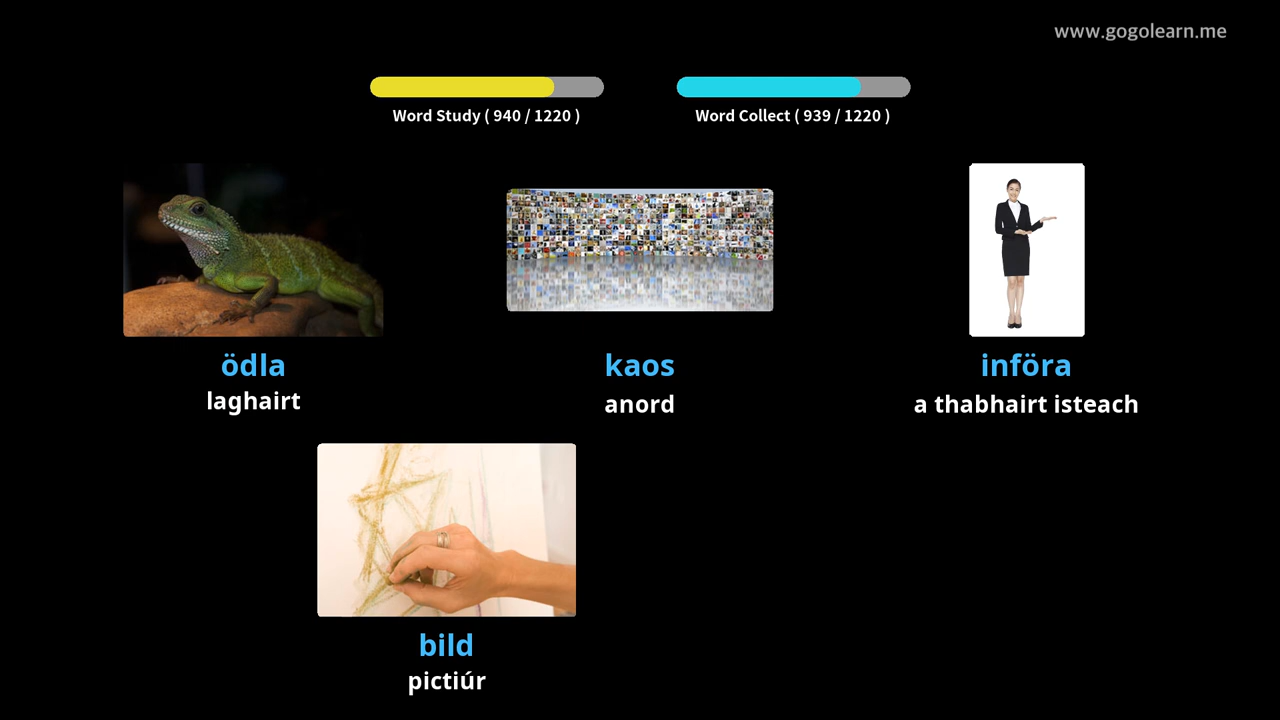 www.gogolearn.me
Word Study ( 940 / 1220 )
Word Collect ( 939 / 1220 )
ödla
laghairt
kaos
anord
införa
a thabhairt isteach
bild
pictiúr